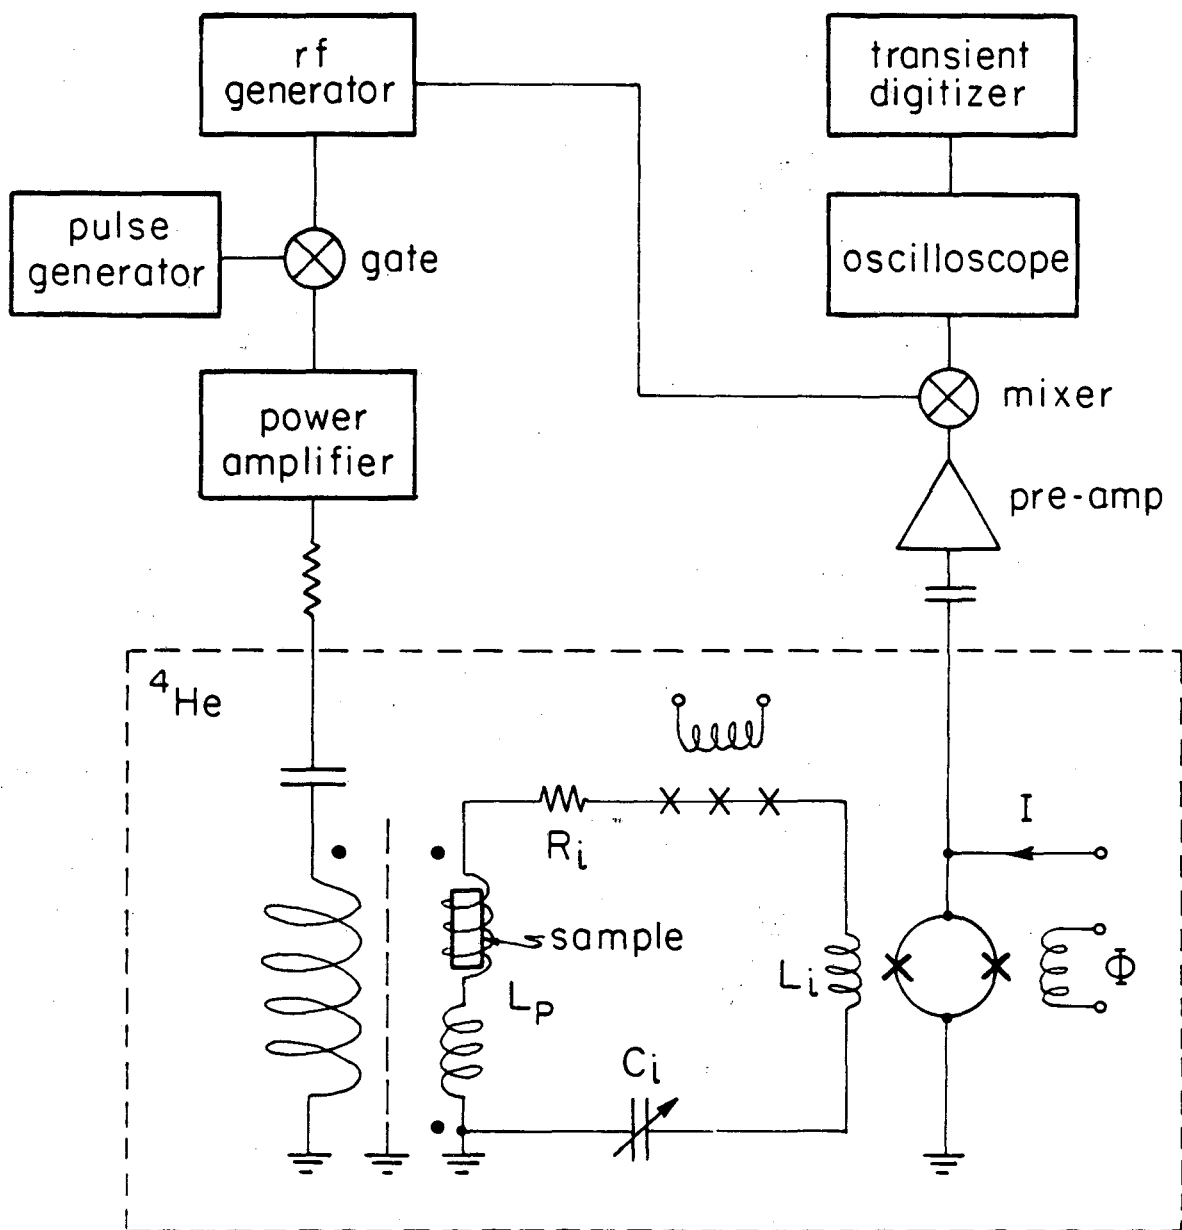 rf
generator
transient
digitizer
pulse
generator
gate
oscilloscope
mixer
power
amplifier
pre-amp
⁴He
I
Rᵢ
sample
Lₚ
Lᵢ
Φ
Cᵢ